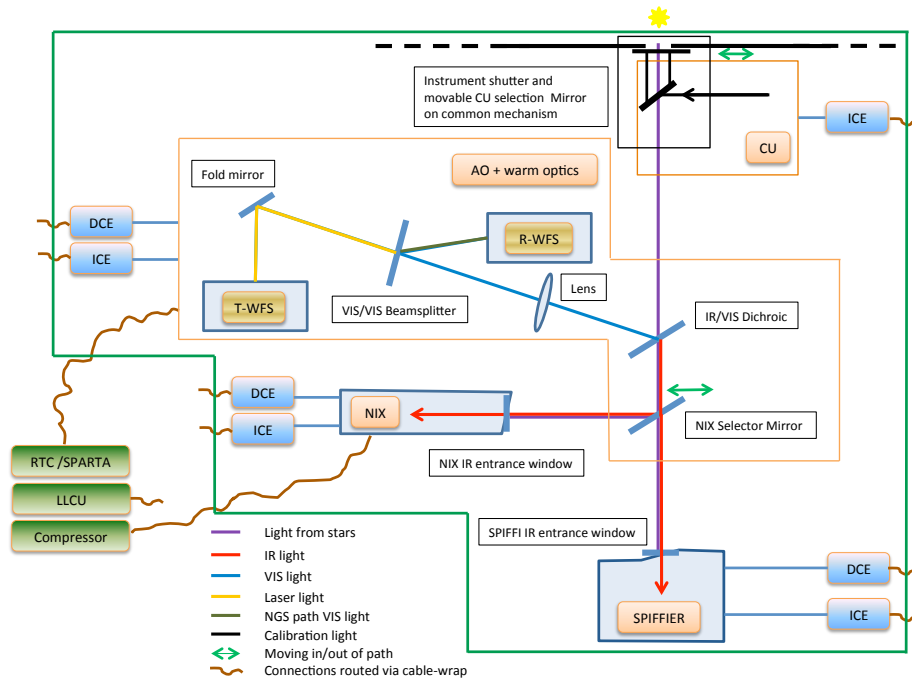 Instrument shutter and
movable CU selection Mirror
on common mechanism
CU
ICE
Fold mirror
AO + warm optics
DCE
ICE
R-WFS
T-WFS
VIS/VIS Beamsplitter
Lens
IR/VIS Dichroic
DCE
ICE
NIX
NIX Selector Mirror
NIX IR entrance window
RTC /SPARTA
LLCU
Compressor
SPIFFI IR entrance window
DCE
ICE
SPIFFIER
Light from stars
IR light
VIS light
Laser light
NGS path VIS light
Calibration light
Moving in/out of path
Connections routed via cable-wrap